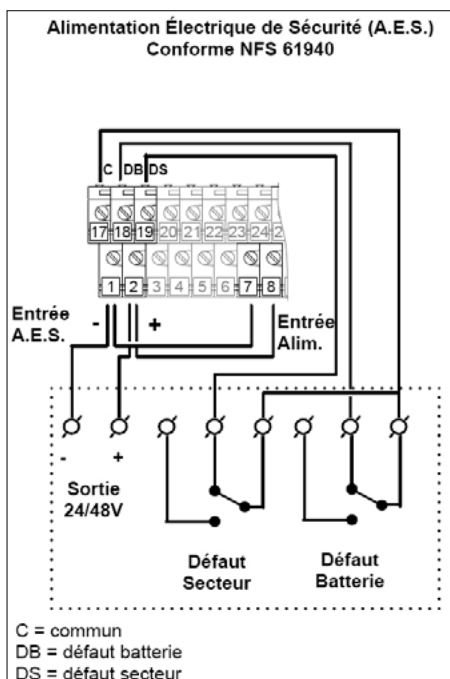 Alimentation Électrique de Sécurité (A.E.S.)
Conforme NFS 61940
C DB DS
17 18 19 20 21 22 23 24 2
1 2 3 4 5 6 7 8
Entrée
A.E.S.
- +
Entrée
Alim.
- +
Sortie
24/48V
Défaut
Secteur
Défaut
Batterie
C = commun
DB = défaut batterie
DS = défaut secteur